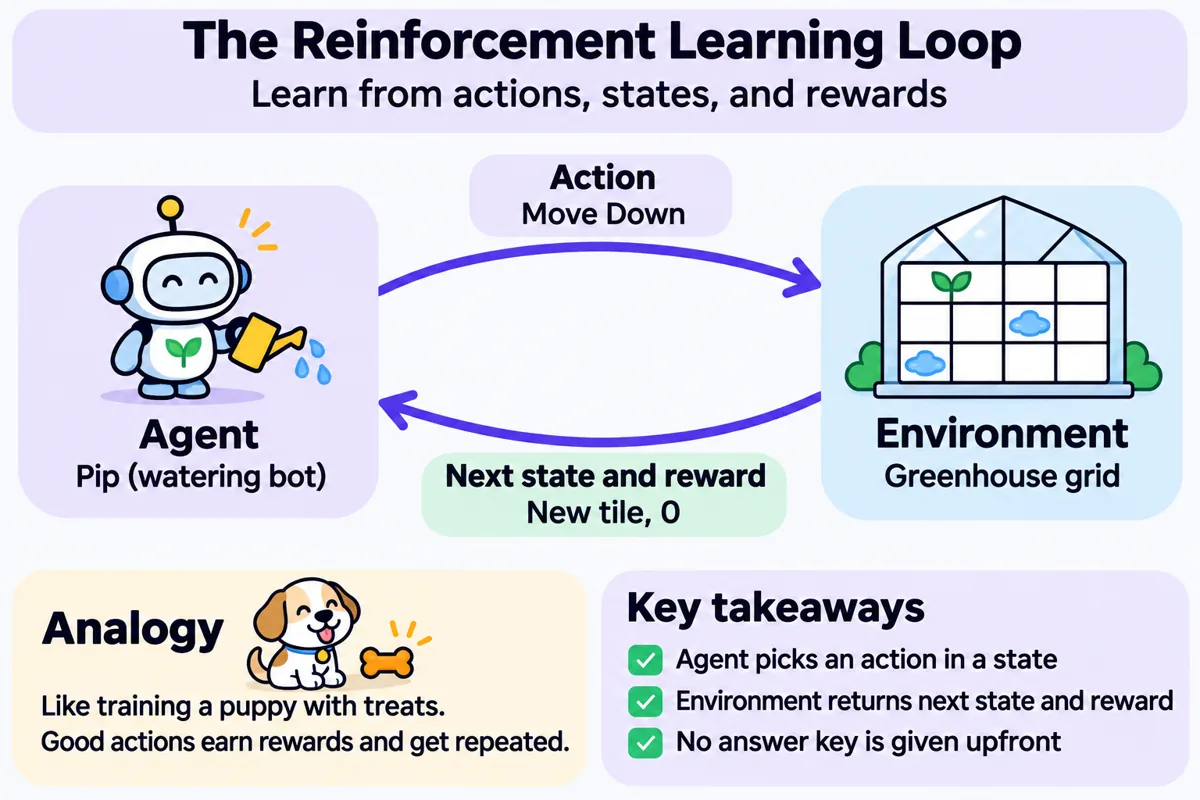 The Reinforcement Learning Loop
Learn from actions, states, and rewards
Action
Move Down
Agent
Pip (watering bot)
Environment
Greenhouse grid
Next state and reward
New tile, 0
Analogy
Like training a puppy with treats.
Good actions earn rewards and get repeated.
Key takeaways
Agent picks an action in a state
Environment returns next state and reward
No answer key is given upfront